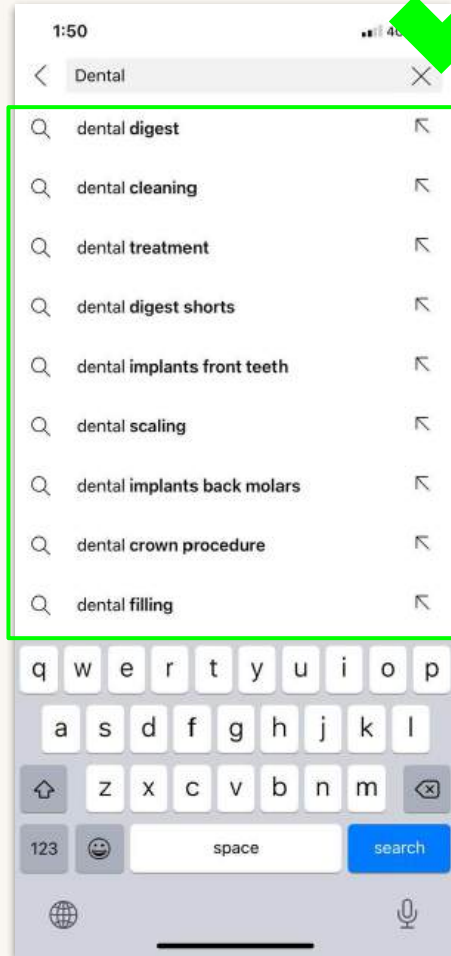 1:50
Dental
dental digest
dental cleaning
dental treatment
dental digest shorts
dental implants front teeth
dental scaling
dental implants back molars
dental crown procedure
dental filling
q w e r t y u i o p
a s d f g h j k l
z x c v b n m
123 space search